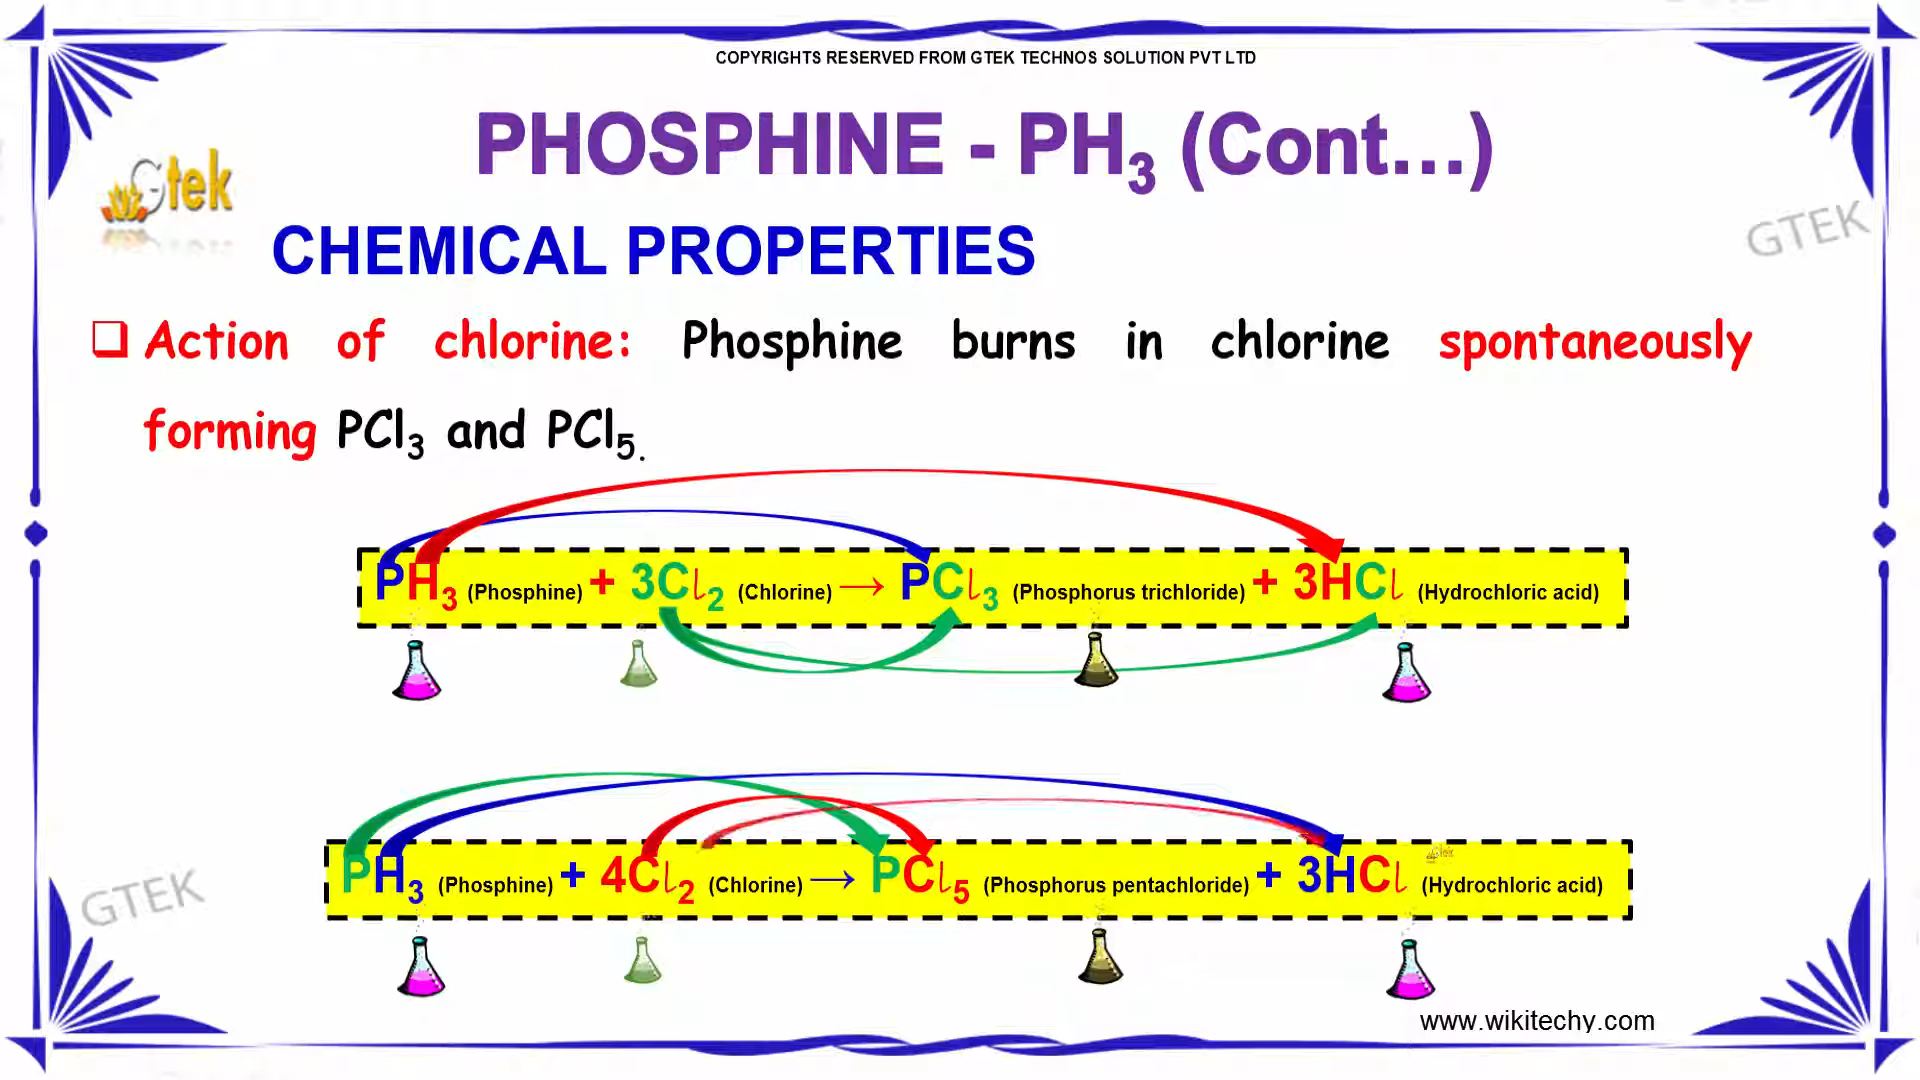 COPYRIGHTS RESERVED FROM GTEK TECHNOS SOLUTION PVT LTD
PHOSPHINE - PH₃ (Cont...)
Gtek
GTEK
CHEMICAL PROPERTIES
❑ Action of chlorine: Phosphine burns in chlorine spontaneously
forming PCl₃ and PCl₅.
PH₃ (Phosphine) + 3Cl₂ (Chlorine) → PCl₃ (Phosphorus trichloride) + 3HCl (Hydrochloric acid)
Gtek
PH₃ (Phosphine) + 4Cl₂ (Chlorine) → PCl₅ (Phosphorus pentachloride) + 3HCl (Hydrochloric acid)
GTEK
www.wikitechy.com